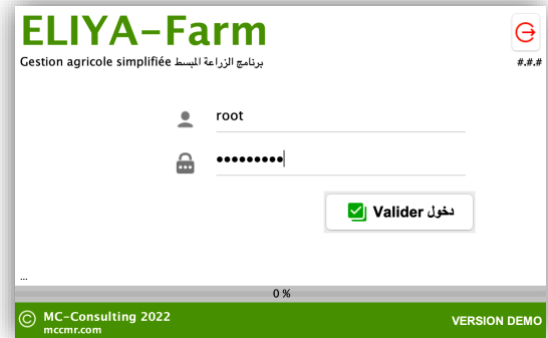 ELIYA-Farm
Gestion agricole simplifiée برنامج الزراعة المبسط
#.#.#
root
•••••••••
دخول Valider
...
0 %
© MC-Consulting 2022
mccmr.com
VERSION DEMO